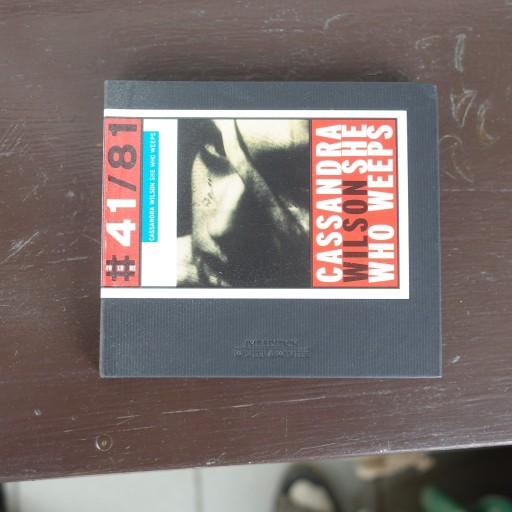 #41/81
CASSANDRA WILSON SHE WHO WEEPS
CASSANDRA
WILSON SHE
WHO WEEPS